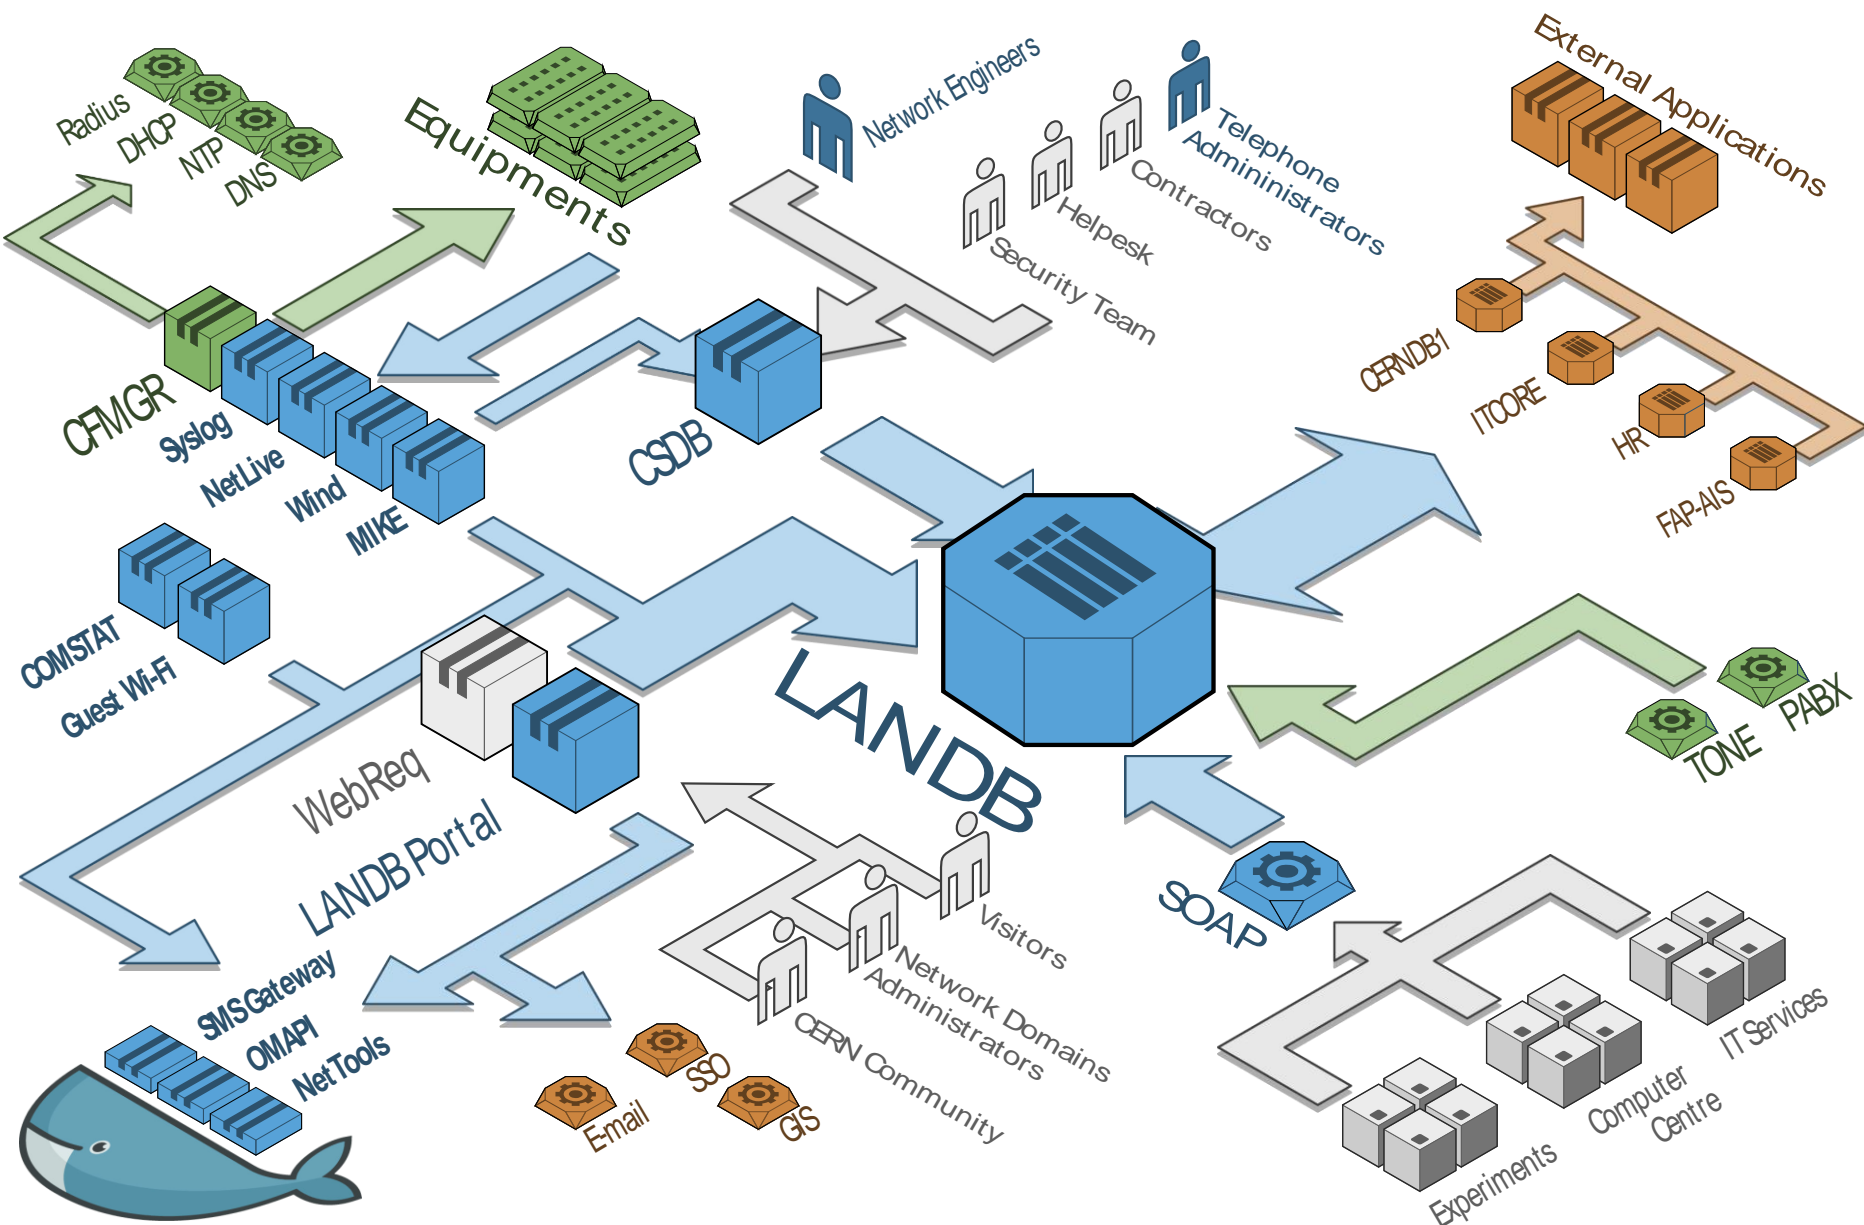 Radius
DHCP
NTP
DNS
Equipments
Network Engineers
Telephone
Admininistrators
Contractors
Helpesk
Security Team
External Applications
CERNDB1
ITCORE
HR
FAP-AIS
CFMGR
Syslog
NetLive
Wind
MIKE
CSDB
COMSTAT
Guest Wi-Fi
WebReq
LANDB Portal
LANDB
PABX
TONE
SOAP
Visitors
Network Domains
Administrators
CERN Community
SMS Gateway
OMAPI
NetTools
SSO
E-mail
GIS
IT Services
Computer
Centre
Experiments